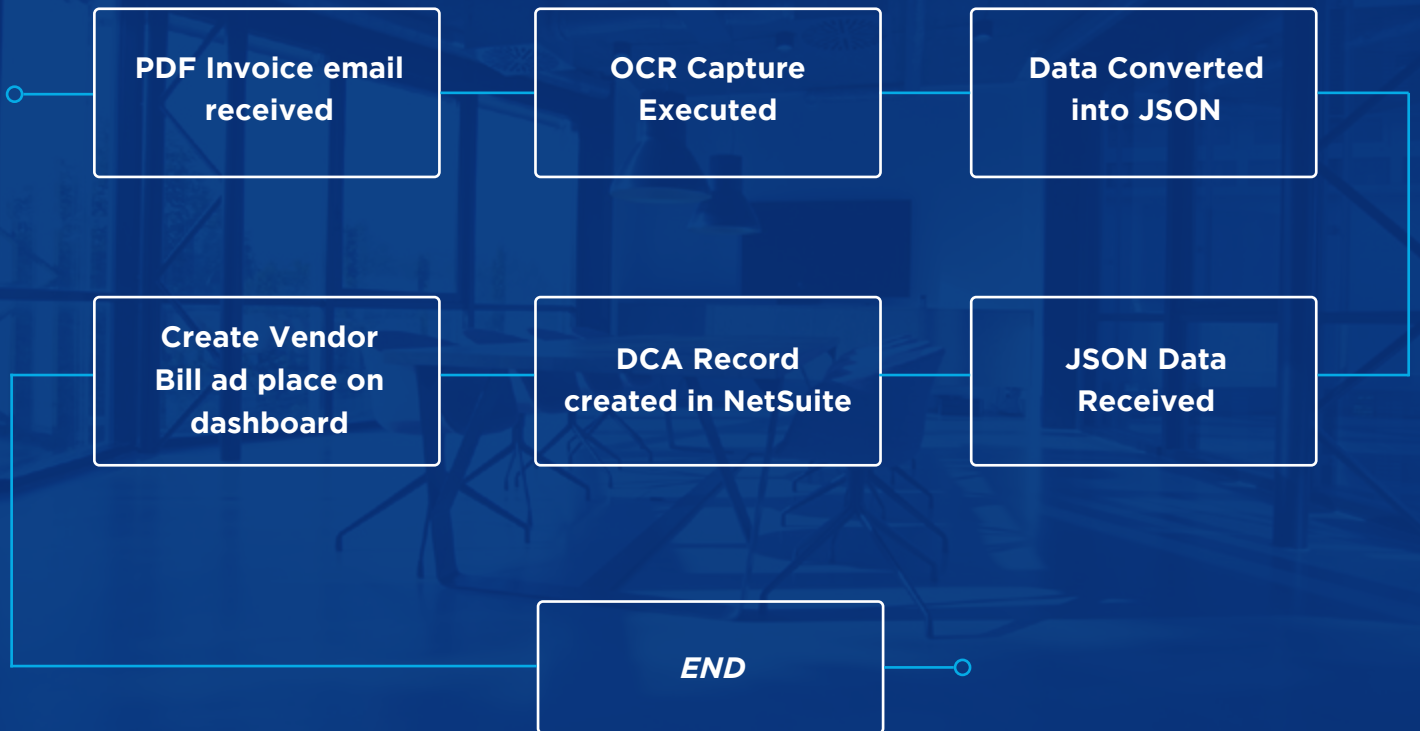 PDF Invoice email
received
OCR Capture
Executed
Data Converted
into JSON
JSON Data
Received
DCA Record
created in NetSuite
Create Vendor
Bill ad place on
dashboard
END